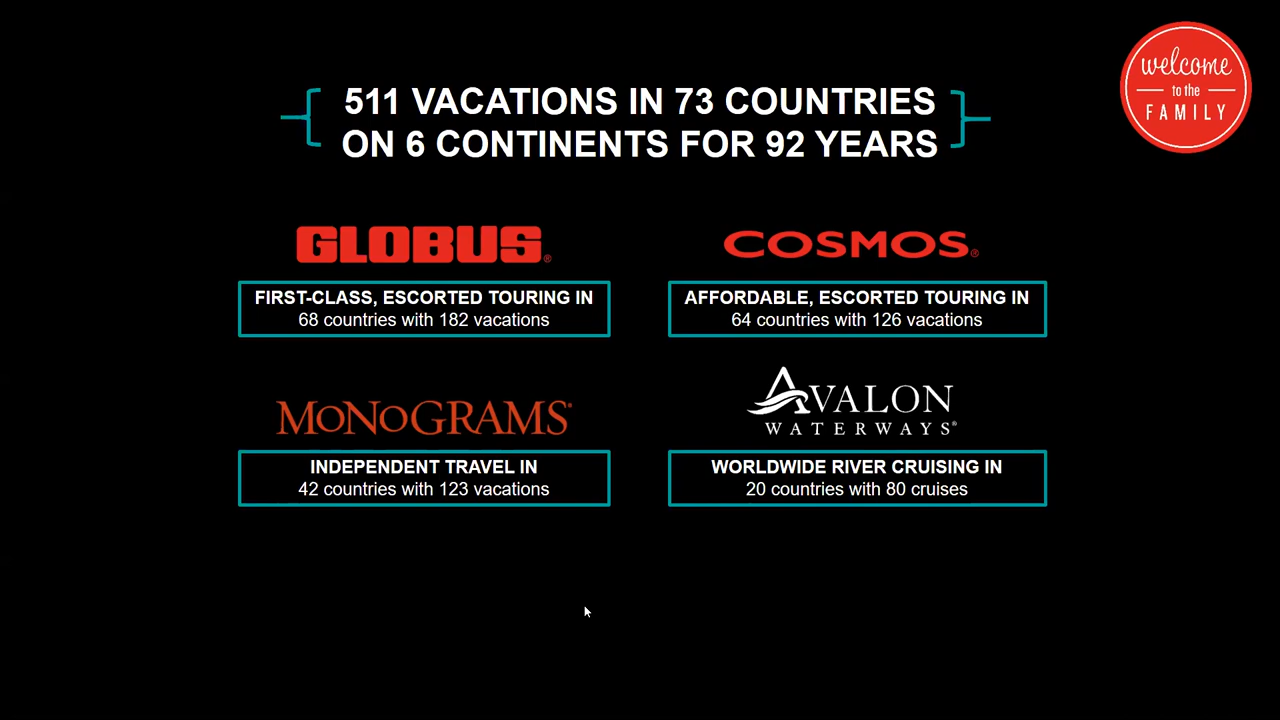 welcome
to the
FAMILY
511 VACATIONS IN 73 COUNTRIES
ON 6 CONTINENTS FOR 92 YEARS
GLOBUS®
FIRST-CLASS, ESCORTED TOURING IN
68 countries with 182 vacations
COSMOS®
AFFORDABLE, ESCORTED TOURING IN
64 countries with 126 vacations
MONOGRAMS®
INDEPENDENT TRAVEL IN
42 countries with 123 vacations
AVALON
WATERWAYS®
WORLDWIDE RIVER CRUISING IN
20 countries with 80 cruises